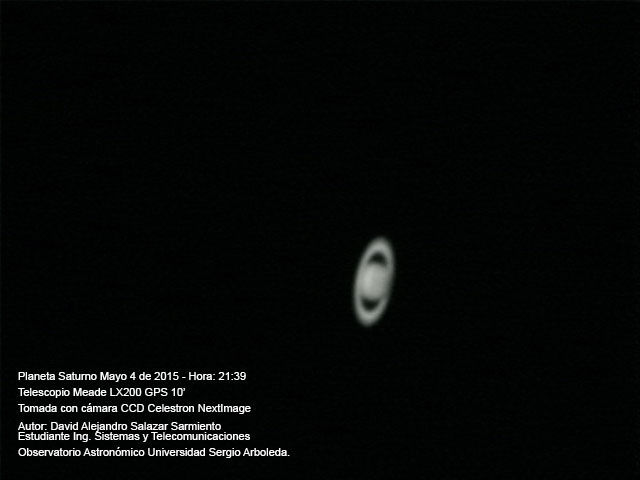 Planeta Saturno Mayo 4 de 2015 - Hora: 21:39
Telescopio Meade LX200 GPS 10'
Tomada con cámara CCD Celestron NextImage
Autor: David Alejandro Salazar Sarmiento
Estudiante Ing. Sistemas y Telecomunicaciones
Observatorio Astronómico Universidad Sergio Arboleda.